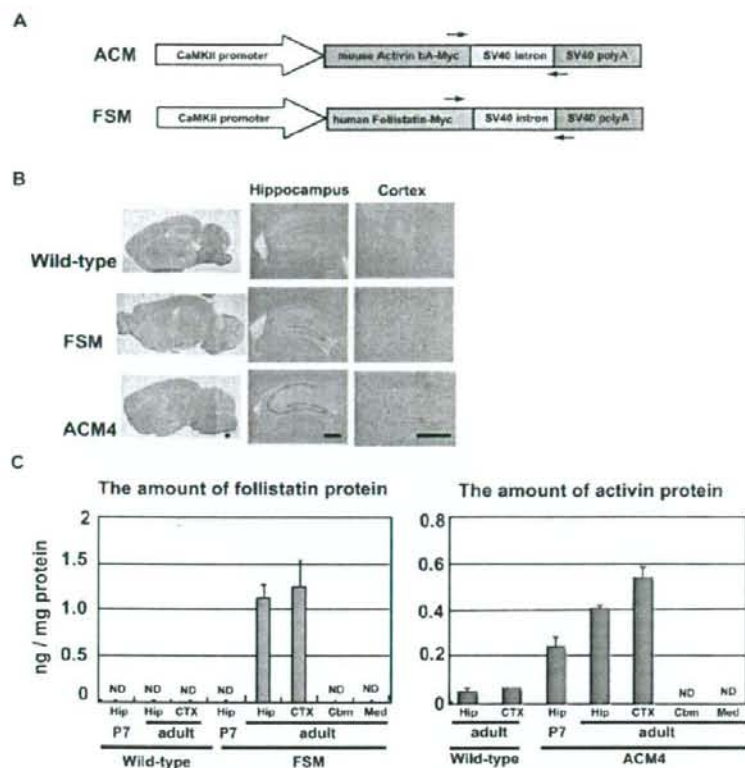 A
ACM
CaMKII promoter
mouse Activin bA-Myc
SV40 intron
SV40 polyA
FSM
CaMKII promoter
human Follistatin-Myc
SV40 intron
SV40 polyA
B
Hippocampus Cortex
Wild-type
FSM
ACM4
C
The amount of follistatin protein
ng / mg protein
2
1.5
1.0
0.5
0
ND ND ND ND ND ND
Hip Hip CTX Hip Hip CTX Cbm Med
P7 adult P7 adult
Wild-type FSM
The amount of activin protein
0.8
0.6
0.4
0.2
0
ND ND
Hip CTX Hip Hip CTX Cbm Med
adult P7 adult
Wild-type ACM4